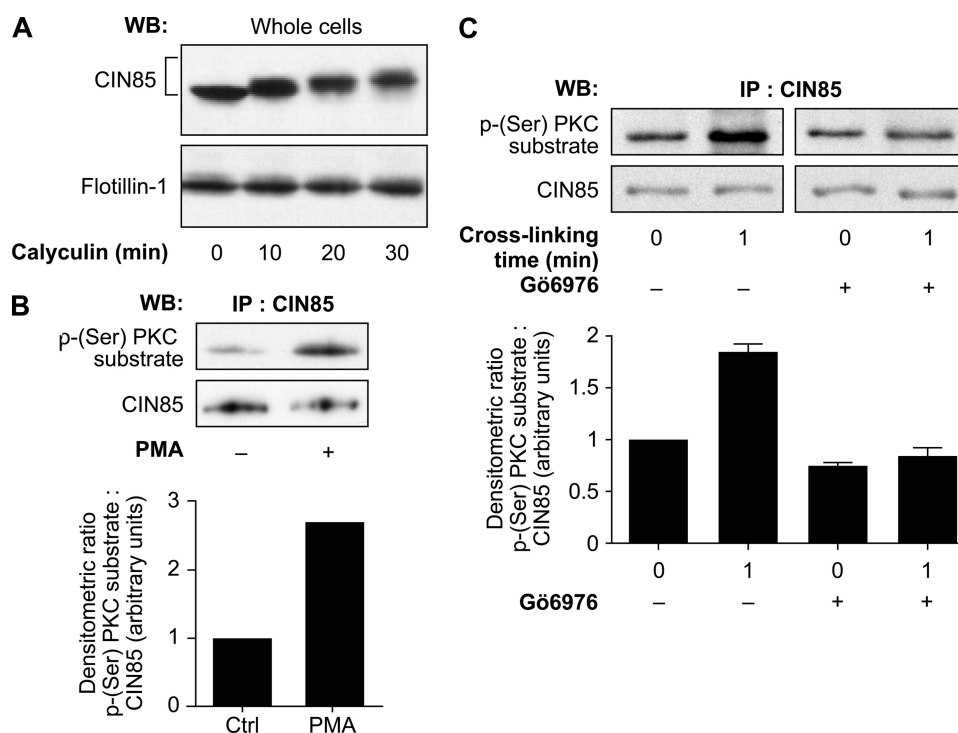 A
WB: Whole cells
CIN85
Flotillin-1
Calyculin (min) 0 10 20 30
B
WB: IP : CIN85
ρ-(Ser) PKC
substrate
CIN85
PMA – +
Densitometric ratio
p-(Ser) PKC substrate :
CIN85 (arbitrary units)
3
2
1
0
Ctrl PMA
C
WB: IP : CIN85
p-(Ser) PKC
substrate
CIN85
Cross-linking
time (min) 0 1 0 1
Gö6976 – – + +
Densitometric ratio
p-(Ser) PKC substrate :
CIN85 (arbitrary units)
2
1.5
1
0.5
0
0 1 0 1
Gö6976 – – + +